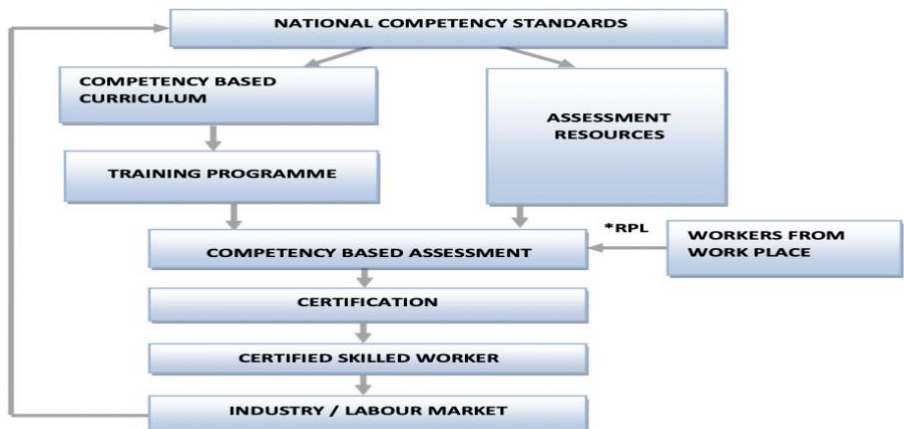 NATIONAL COMPETENCY STANDARDS
COMPETENCY BASED
CURRICULUM
ASSESSMENT
RESOURCES
TRAINING PROGRAMME
*RPL
WORKERS FROM
WORK PLACE
COMPETENCY BASED ASSESSMENT
CERTIFICATION
CERTIFIED SKILLED WORKER
INDUSTRY / LABOUR MARKET